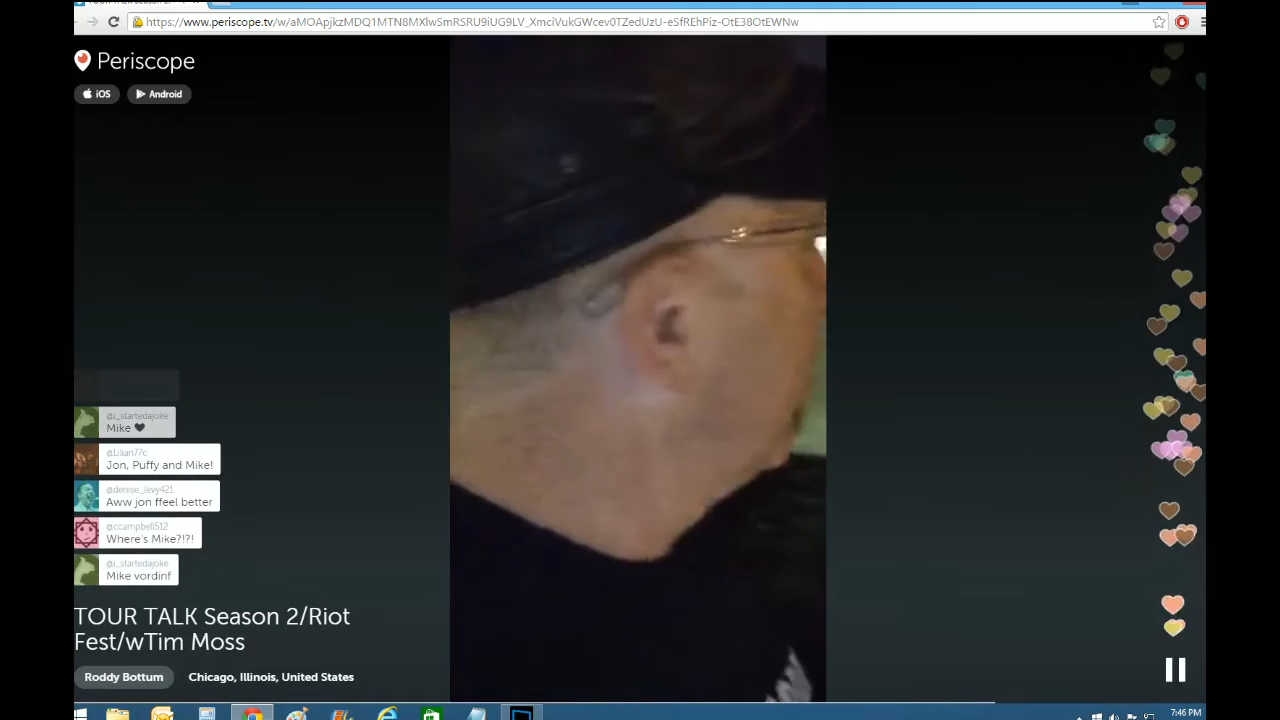 https://www.periscope.tv/w/aMOApjkzMDQ1MTN8MXlwSmRSRU9iUG9LV_XmciVukGWcev0TZedUzU-eSfREhPiz-OtE38OtEWNw
Periscope
iOS
Android
@i_startedajoke
Mike ♥
@Lilian77c
Jon, Puffy and Mike!
@denise_levy421
Aww jon ffeel better
@ccampbell512
Where's Mike?!?!
@i_startedajoke
Mike vordinf
TOUR TALK Season 2/Riot
Fest/wTim Moss
Roddy Bottum
Chicago, Illinois, United States
7:46 PM